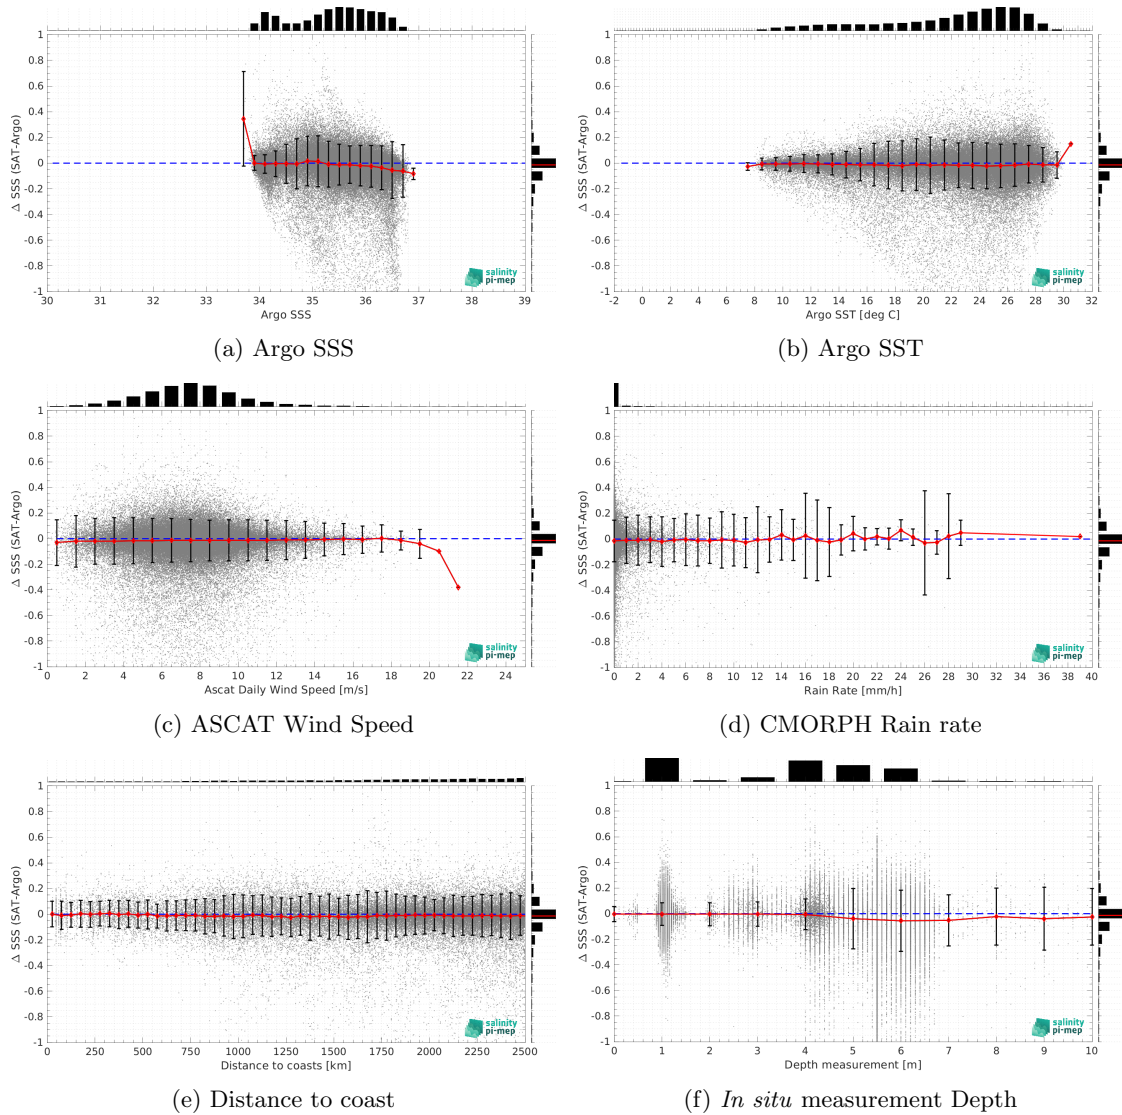 1
0.8
0.6
0.4
0.2
0
-0.2
-0.4
-0.6
-0.8
-1
Δ SSS (SAT-Argo)
30 31 32 33 34 35 36 37 38 39
Argo SSS
salinity
pi-mep
(a) Argo SSS
1
0.8
0.6
0.4
0.2
0
-0.2
-0.4
-0.6
-0.8
-1
Δ SSS (SAT-Argo)
-2 0 2 4 6 8 10 12 14 16 18 20 22 24 26 28 30 32
Argo SST [deg C]
salinity
pi-mep
(b) Argo SST
1
0.8
0.6
0.4
0.2
0
-0.2
-0.4
-0.6
-0.8
-1
Δ SSS (SAT-Argo)
0 2 4 6 8 10 12 14 16 18 20 22 24
Ascat Daily Wind Speed [m/s]
salinity
pi-mep
(c) ASCAT Wind Speed
1
0.8
0.6
0.4
0.2
0
-0.2
-0.4
-0.6
-0.8
-1
Δ SSS (SAT-Argo)
0 2 4 6 8 10 12 14 16 18 20 22 24 26 28 30 32 34 36 38 40
Rain Rate [mm/h]
salinity
pi-mep
(d) CMORPH Rain rate
1
0.8
0.6
0.4
0.2
0
-0.2
-0.4
-0.6
-0.8
-1
Δ SSS (SAT-Argo)
0 250 500 750 1000 1250 1500 1750 2000 2250 2500
Distance to coasts [km]
salinity
pi-mep
(e) Distance to coast
1
0.8
0.6
0.4
0.2
0
-0.2
-0.4
-0.6
-0.8
-1
Δ SSS (SAT-Argo)
0 1 2 3 4 5 6 7 8 9 10
Depth measurement [m]
salinity
pi-mep
(f) In situ measurement Depth